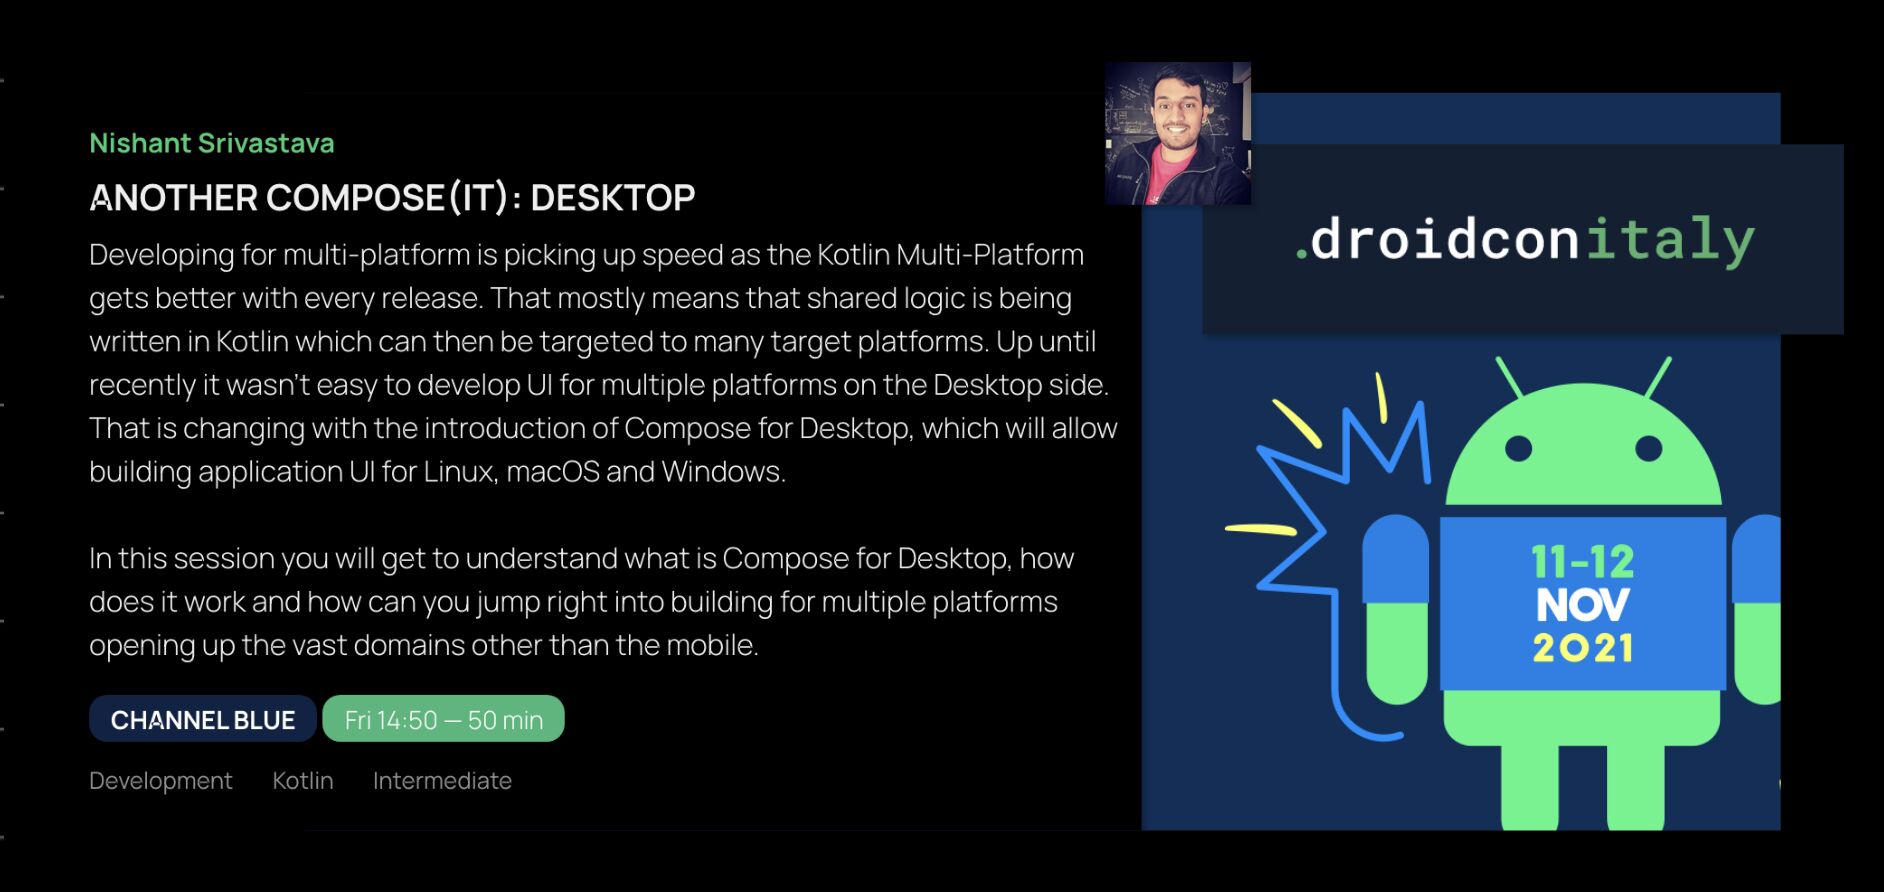 Nishant Srivastava
ANOTHER COMPOSE(IT): DESKTOP
Developing for multi-platform is picking up speed as the Kotlin Multi-Platform
gets better with every release. That mostly means that shared logic is being
written in Kotlin which can then be targeted to many target platforms. Up until
recently it wasn't easy to develop UI for multiple platforms on the Desktop side.
That is changing with the introduction of Compose for Desktop, which will allow
building application UI for Linux, macOS and Windows.
In this session you will get to understand what is Compose for Desktop, how
does it work and how can you jump right into building for multiple platforms
opening up the vast domains other than the mobile.
CHANNEL BLUE Fri 14:50 — 50 min
Development Kotlin Intermediate
.droidconitaly
11-12
NOV
2021